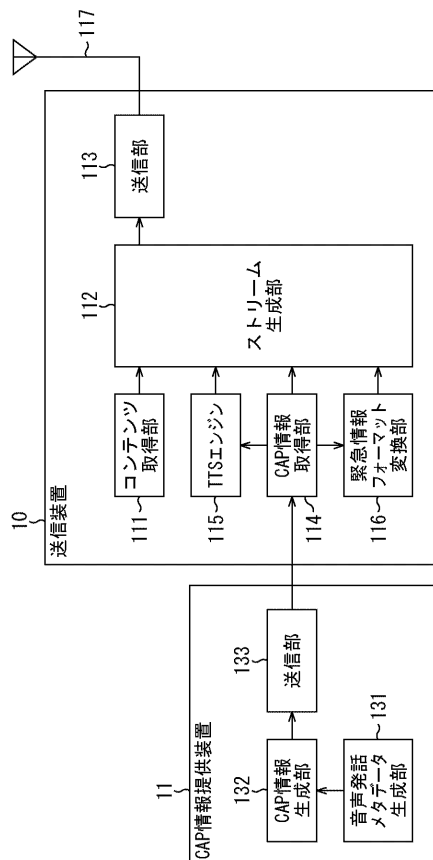 11
CAP情報提供装置
132
CAP情報
生成部
133
送信部
音声発話
メタデータ
生成部
131
10
送信装置
コンテンツ
取得部
111
TTSエンジン
115
CAP情報
取得部
114
緊急情報
フォーマット
変換部
116
112
ストリーム
生成部
113
送信部
117